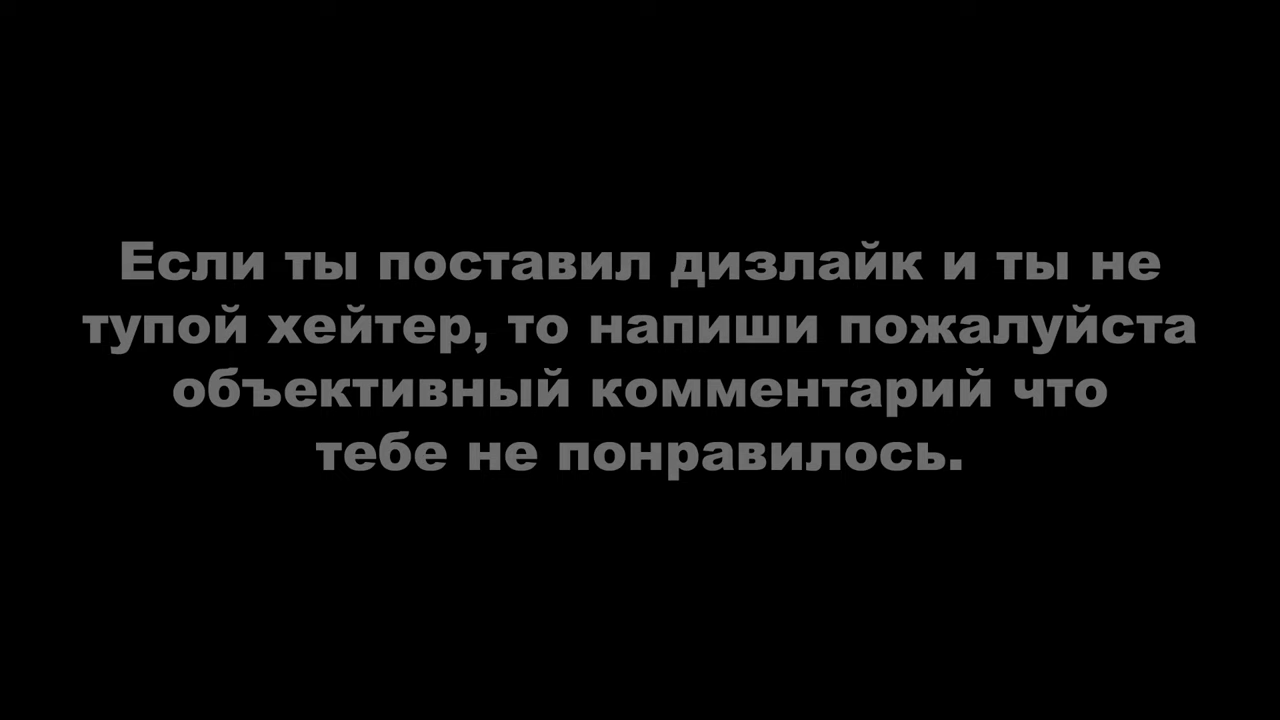 Если ты поставил дизлайк и ты не
тупой хейтер, то напиши пожалуйста
объективный комментарий что
тебе не понравилось.